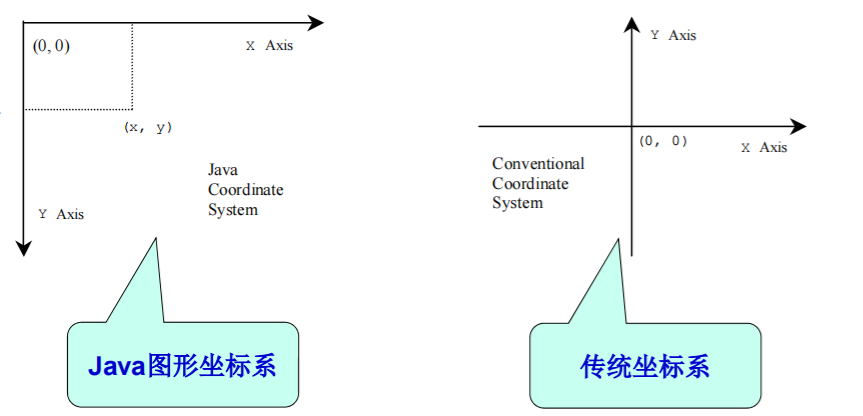 (0, 0)
X Axis
(x, y)
Java
Coordinate
System
Y Axis
Java图形坐标系
Y Axis
(0, 0)
X Axis
Conventional
Coordinate
System
传统坐标系